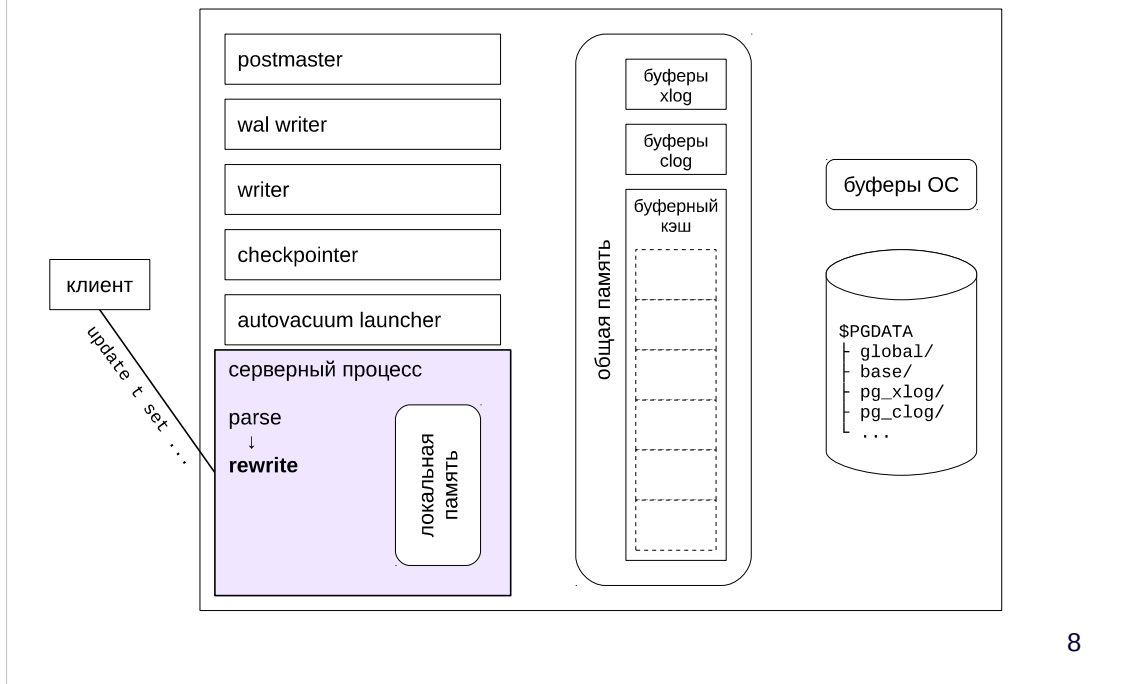 postmaster
wal writer
writer
checkpointer
autovacuum launcher
клиент
update t set ...
серверный процесс
parse
↓
rewrite
локальная
память
общая память
буферы
xlog
буферы
clog
буферный
кэш
буферы ОС
$PGDATA
├ global/
├ base/
├ pg_xlog/
├ pg_clog/
└ ...
8